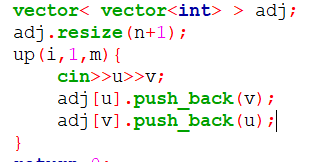 vector< vector<int> > adj;
adj.resize(n+1);
up(i,1,m){
    cin>>u>>v;
    adj[u].push_back(v);
    adj[v].push_back(u);
}